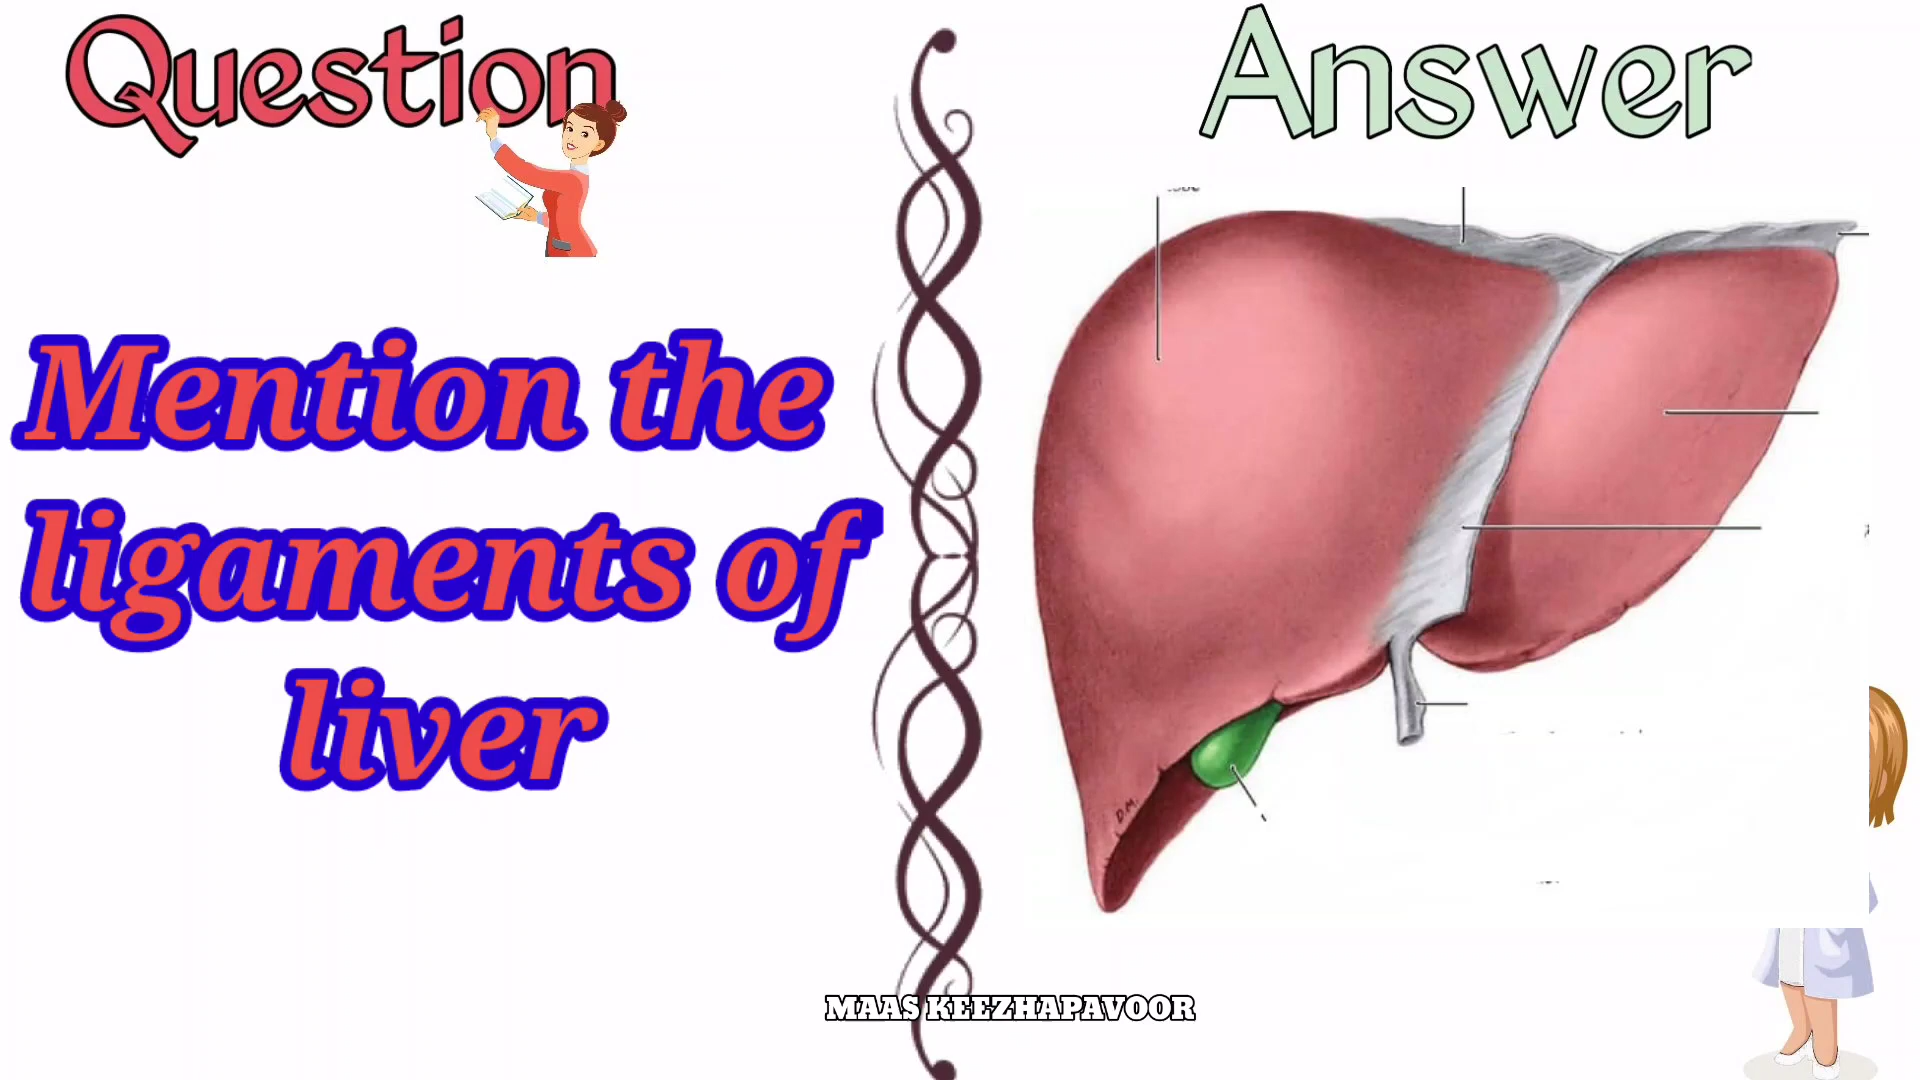 Question
Answer
Mention the
ligaments of
liver
D.M.
MAAS KEEZHAPAVOOR